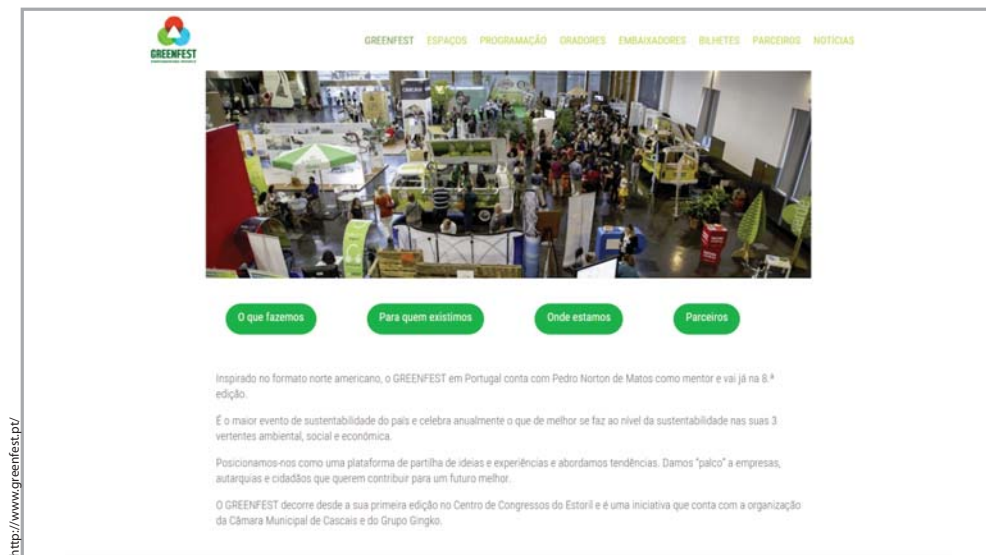 GREENFEST
GREENFEST ESPAÇOS PROGRAMAÇÃO ORADORES EMBAIXADORES BILHETES PARCEIROS NOTÍCIAS
O que fazemos
Para quem existimos
Onde estamos
Parceiros
Inspirado no formato norte americano, o GREENFEST em Portugal conta com Pedro Norton de Matos como mentor e vai já na 8.ª
edição.
É o maior evento de sustentabilidade do país e celebra anualmente o que de melhor se faz ao nível da sustentabilidade nas suas 3
vertentes ambiental, social e económica.
Posicionamos-nos como uma plataforma de partilha de ideias e experiências e abordamos tendências. Damos "palco" a empresas,
autarquias e cidadãos que querem contribuir para um futuro melhor.
O GREENFEST decorre desde a sua primeira edição no Centro de Congressos do Estoril e é uma iniciativa que conta com a organização
da Câmara Municipal de Cascais e do Grupo Gingko.
http://www.greenfest.pt/